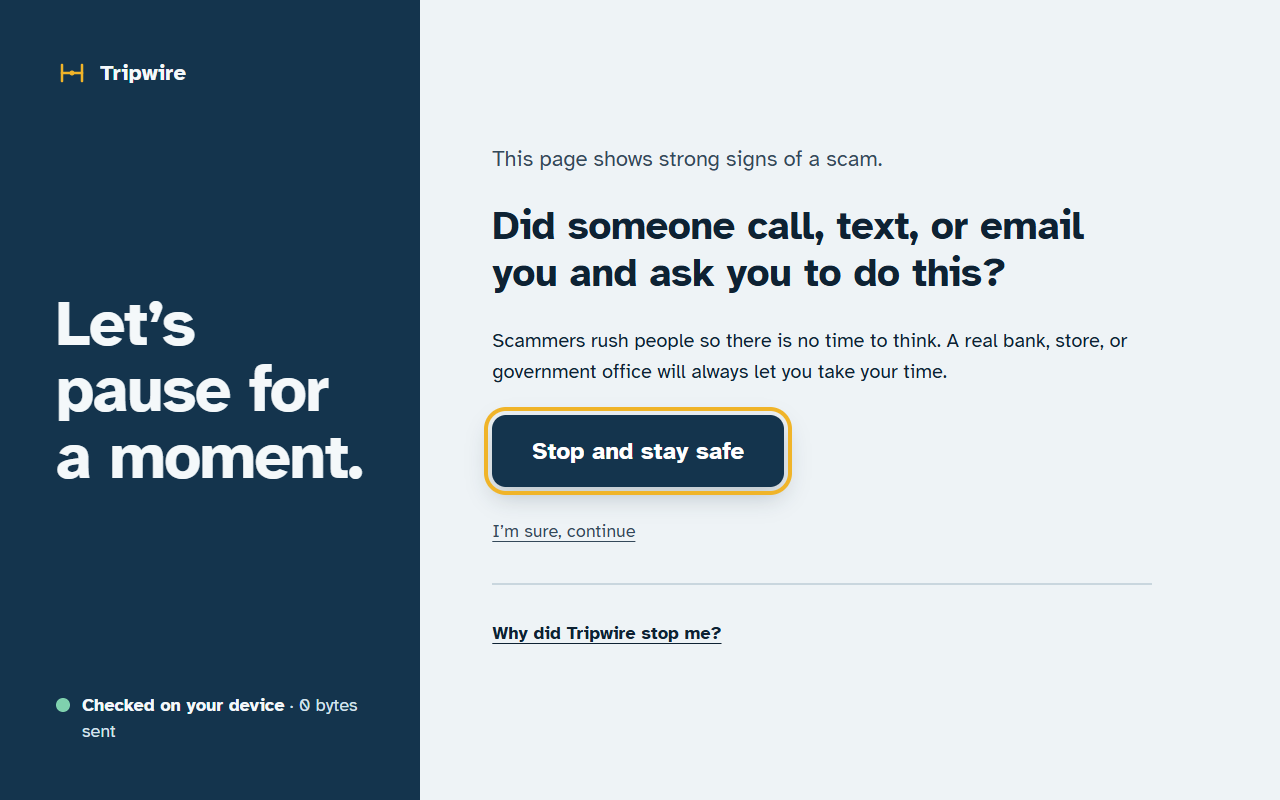 Tripwire
Let’s
pause for
a moment.
Checked on your device · 0 bytes
sent
This page shows strong signs of a scam.
Did someone call, text, or email
you and ask you to do this?
Scammers rush people so there is no time to think. A real bank, store, or
government office will always let you take your time.
Stop and stay safe
I’m sure, continue
Why did Tripwire stop me?